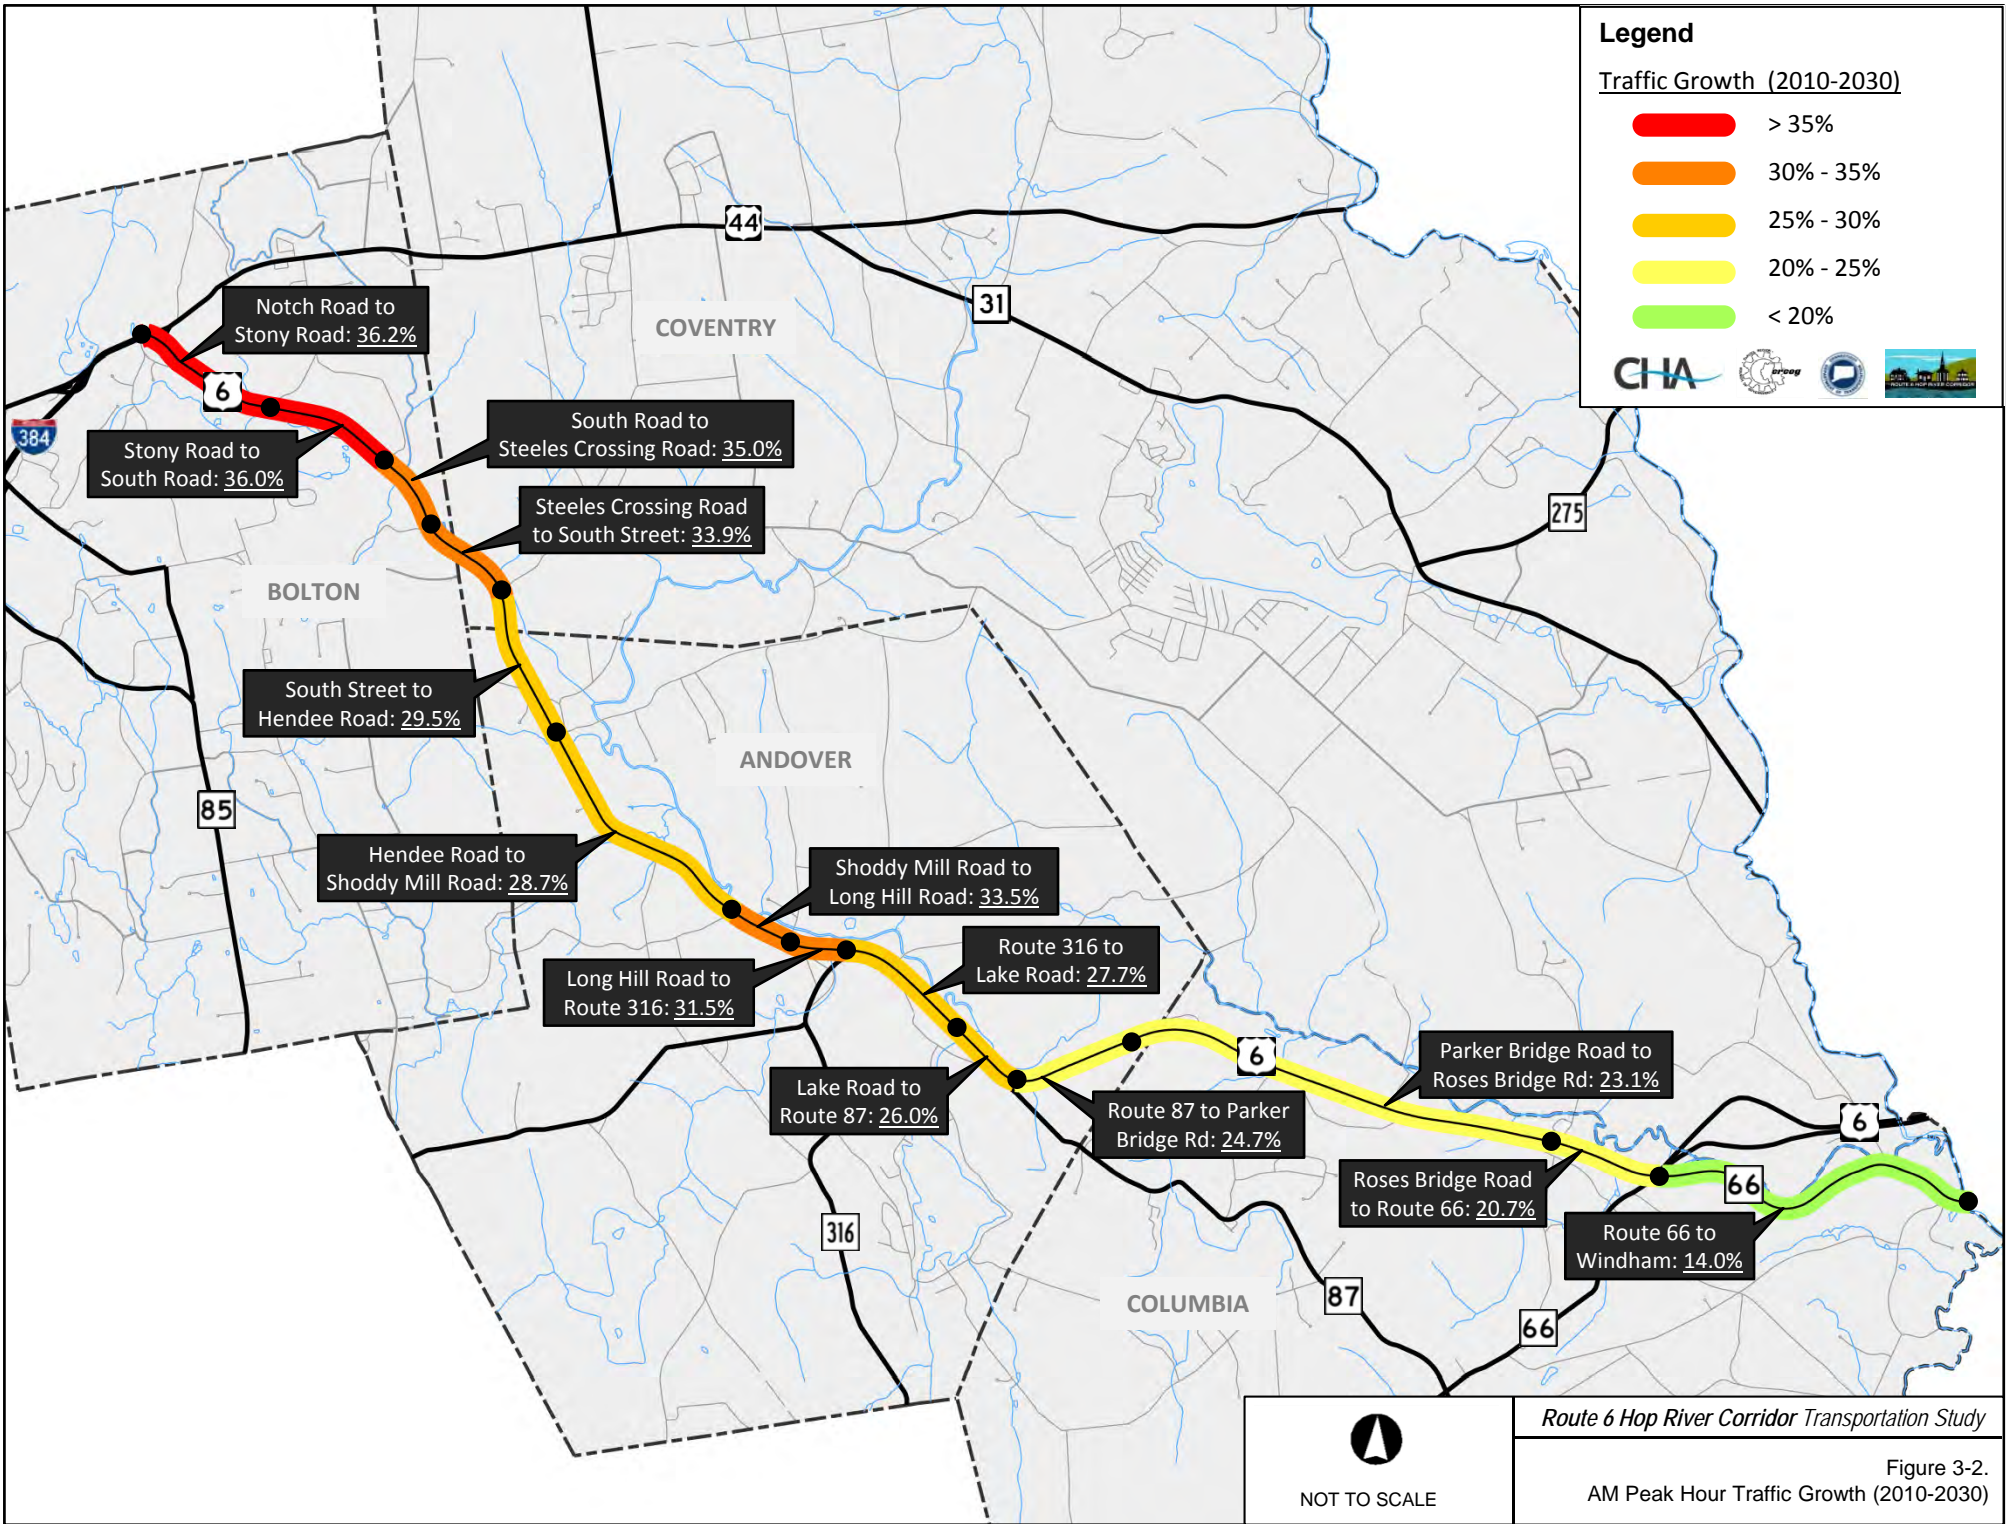 Legend
Traffic Growth (2010-2030)
> 35%
30% - 35%
25% - 30%
20% - 25%
< 20%
CHA
crcog
ROUTE 6 HOP RIVER CORRIDOR
44
31
COVENTRY
Notch Road to
Stony Road: 36.2%
6
384
Stony Road to
South Road: 36.0%
South Road to
Steeles Crossing Road: 35.0%
Steeles Crossing Road
to South Street: 33.9%
275
BOLTON
South Street to
Hendee Road: 29.5%
ANDOVER
85
Hendee Road to
Shoddy Mill Road: 28.7%
Shoddy Mill Road to
Long Hill Road: 33.5%
Route 316 to
Lake Road: 27.7%
Long Hill Road to
Route 316: 31.5%
6
Parker Bridge Road to
Roses Bridge Rd: 23.1%
Lake Road to
Route 87: 26.0%
Route 87 to Parker
Bridge Rd: 24.7%
6
Roses Bridge Road
to Route 66: 20.7%
66
316
Route 66 to
Windham: 14.0%
COLUMBIA
87
66
NOT TO SCALE
Route 6 Hop River Corridor Transportation Study
Figure 3-2.
AM Peak Hour Traffic Growth (2010-2030)